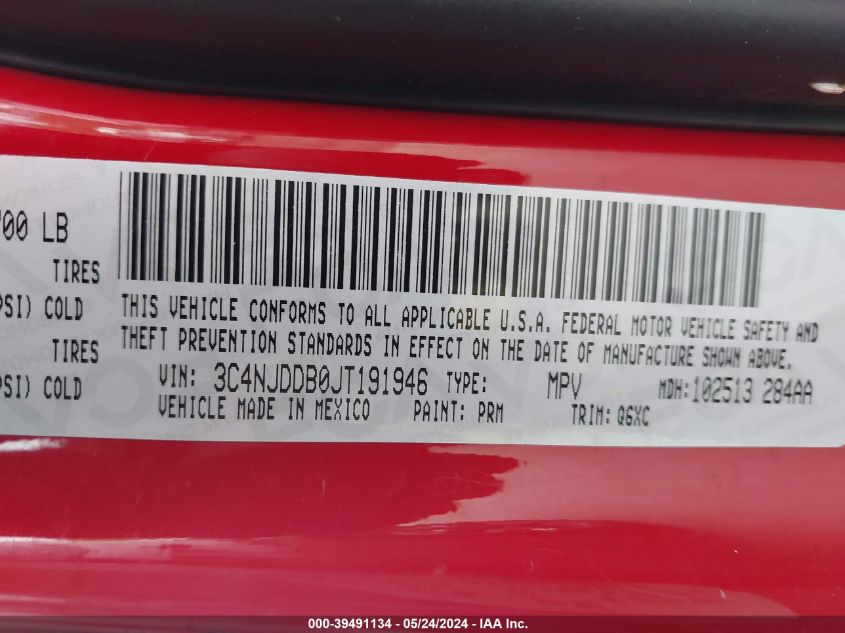 700 LB
TIRES
PSI) COLD
TIRES
PSI) COLD
THIS VEHICLE CONFORMS TO ALL APPLICABLE U.S.A. FEDERAL MOTOR VEHICLE SAFETY AND
THEFT PREVENTION STANDARDS IN EFFECT ON THE DATE OF MANUFACTURE SHOWN ABOVE.
VIN: 3C4NJDDB0JT191946 TYPE: MPV MDH:102513 284AA
VEHICLE MADE IN MEXICO PAINT: PRM TRIM: Q6XC
000-39491134 - 05/24/2024 - IAA Inc.